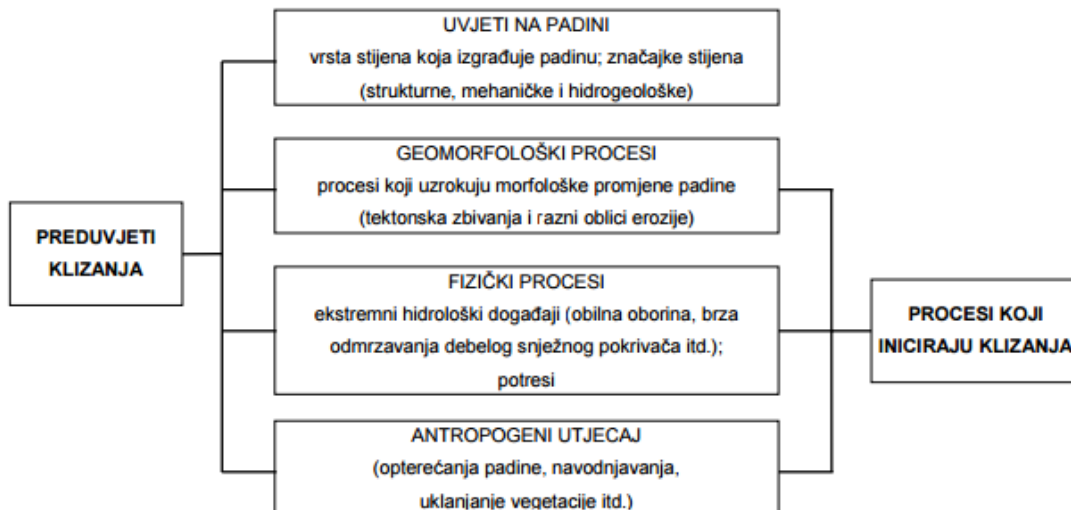 UVJETI NA PADINI
vrsta stijena koja izgrađuje padinu; značajke stijena
(strukturne, mehaničke i hidrogeološke)
GEOMORFOLOŠKI PROCESI
procesi koji uzrokuju morfološke promjene padine
(tektonska zbivanja i razni oblici erozije)
PREDUVJETI
KLIZANJA
FIZIČKI PROCESI
ekstremni hidrološki događaji (obilna oborina, brza
odmrzavanja debelog snježnog pokrivača itd.);
potresi
PROCESI KOJI
INICIRAJU KLIZANJA
ANTROPOGENI UTJECAJ
(opterećanja padine, navodnjavanja,
uklanjanje vegetacije itd.)